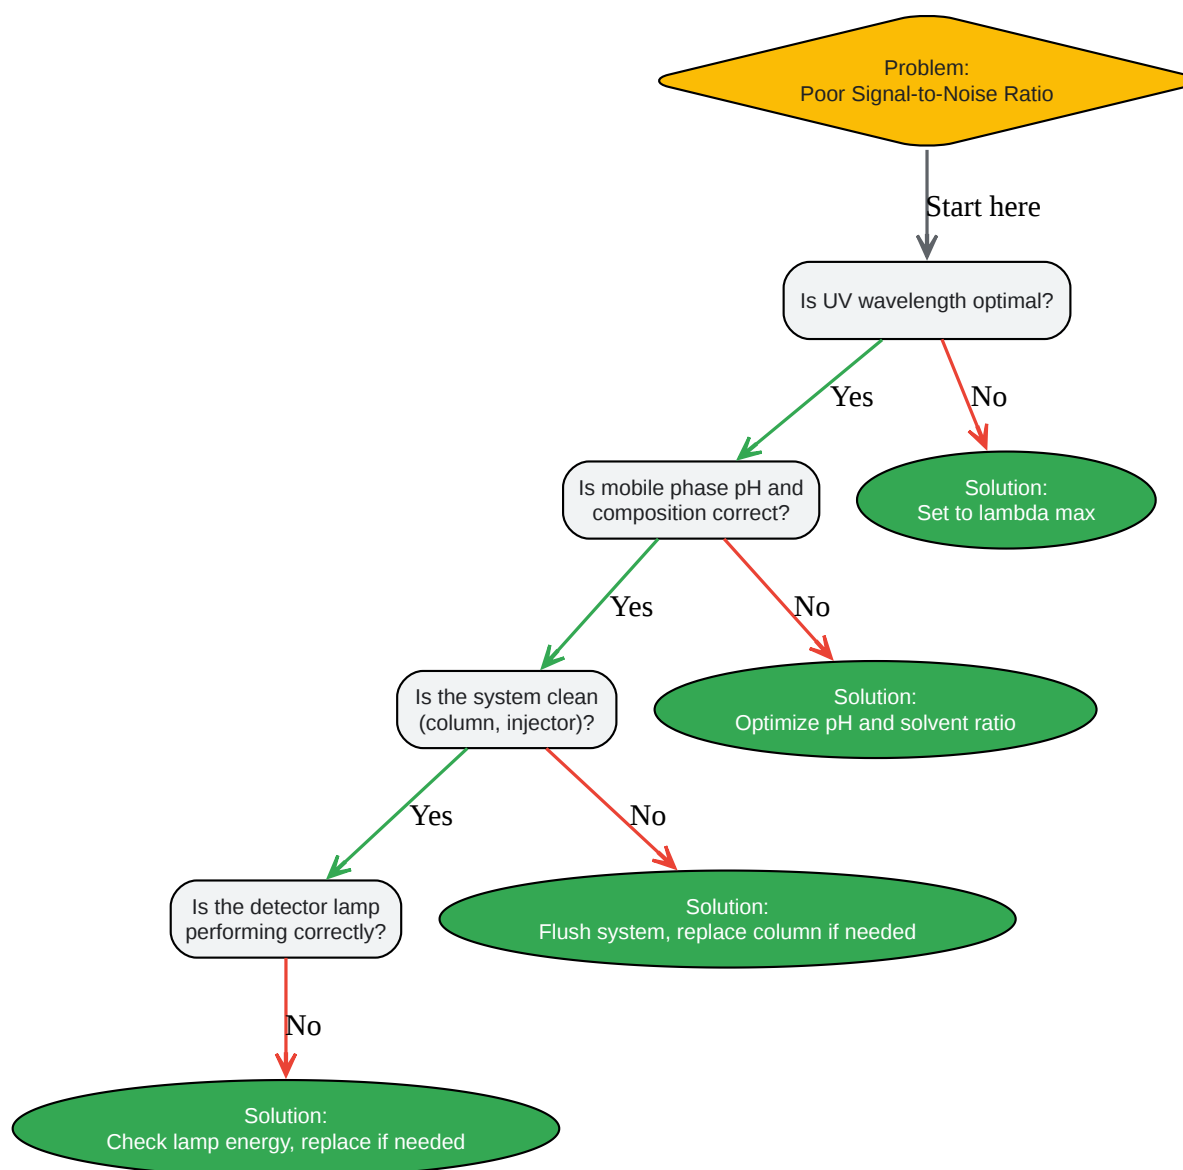 Problem:
Poor Signal-to-Noise Ratio
Start here
Is UV wavelength optimal?
Yes
No
Is mobile phase pH and
composition correct?
Solution:
Set to lambda max
Yes
No
Is the system clean
(column, injector)?
Solution:
Optimize pH and solvent ratio
Yes
No
Is the detector lamp
performing correctly?
Solution:
Flush system, replace column if needed
No
Solution:
Check lamp energy, replace if needed